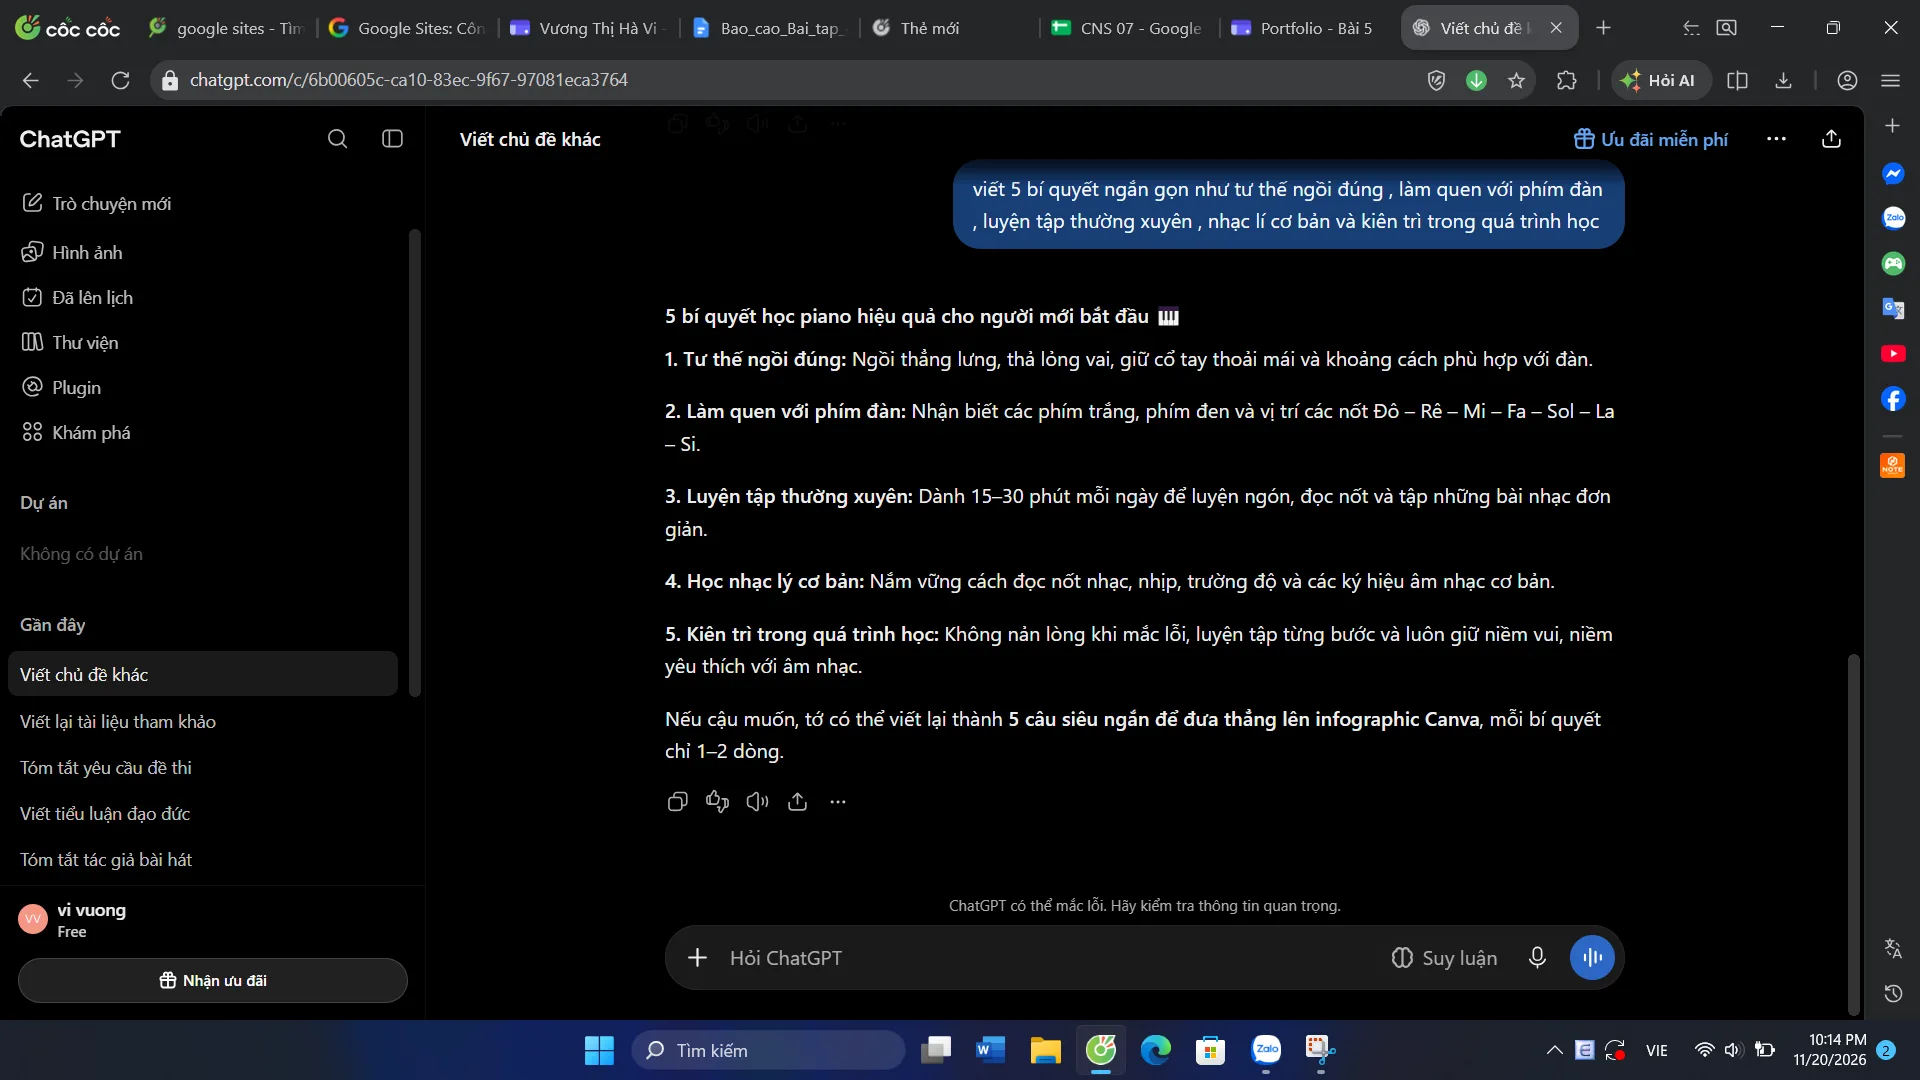 cốc cốc
google sites - Tìm
Google Sites: Côn
Vương Thị Hà Vi -
Bao_cao_Bai_tap_
Thẻ mới
CNS 07 - Google
Portfolio - Bài 5
Viết chủ đề k
chatgpt.com/c/6b00605c-ca10-83ec-9f67-97081eca3764
Hỏi AI
ChatGPT
Viết chủ đề khác
Ưu đãi miễn phí
Trò chuyện mới
Hình ảnh
Đã lên lịch
Thư viện
Plugin
Khám phá
Dự án
Không có dự án
Gần đây
Viết chủ đề khác
Viết lại tài liệu tham khảo
Tóm tắt yêu cầu đề thi
Viết tiểu luận đạo đức
Tóm tắt tác giả bài hát
VV
vi vuong
Free
Nhận ưu đãi
viết 5 bí quyết ngắn gọn như tư thế ngồi đúng , làm quen với phím đàn
, luyện tập thường xuyên , nhạc lí cơ bản và kiên trì trong quá trình học
5 bí quyết học piano hiệu quả cho người mới bắt đầu 🎹
1. Tư thế ngồi đúng: Ngồi thẳng lưng, thả lỏng vai, giữ cổ tay thoải mái và khoảng cách phù hợp với đàn.
2. Làm quen với phím đàn: Nhận biết các phím trắng, phím đen và vị trí các nốt Đô – Rê – Mi – Fa – Sol – La
– Si.
3. Luyện tập thường xuyên: Dành 15–30 phút mỗi ngày để luyện ngón, đọc nốt và tập những bài nhạc đơn
giản.
4. Học nhạc lý cơ bản: Nắm vững cách đọc nốt nhạc, nhịp, trường độ và các ký hiệu âm nhạc cơ bản.
5. Kiên trì trong quá trình học: Không nản lòng khi mắc lỗi, luyện tập từng bước và luôn giữ niềm vui, niềm
yêu thích với âm nhạc.
Nếu cậu muốn, tớ có thể viết lại thành 5 câu siêu ngắn để đưa thẳng lên infographic Canva, mỗi bí quyết
chỉ 1–2 dòng.
ChatGPT có thể mắc lỗi. Hãy kiểm tra thông tin quan trọng.
Hỏi ChatGPT
Suy luận
Zalo
NOTE
Tìm kiếm
Zalo
VIE
10:14 PM
11/20/2026
2